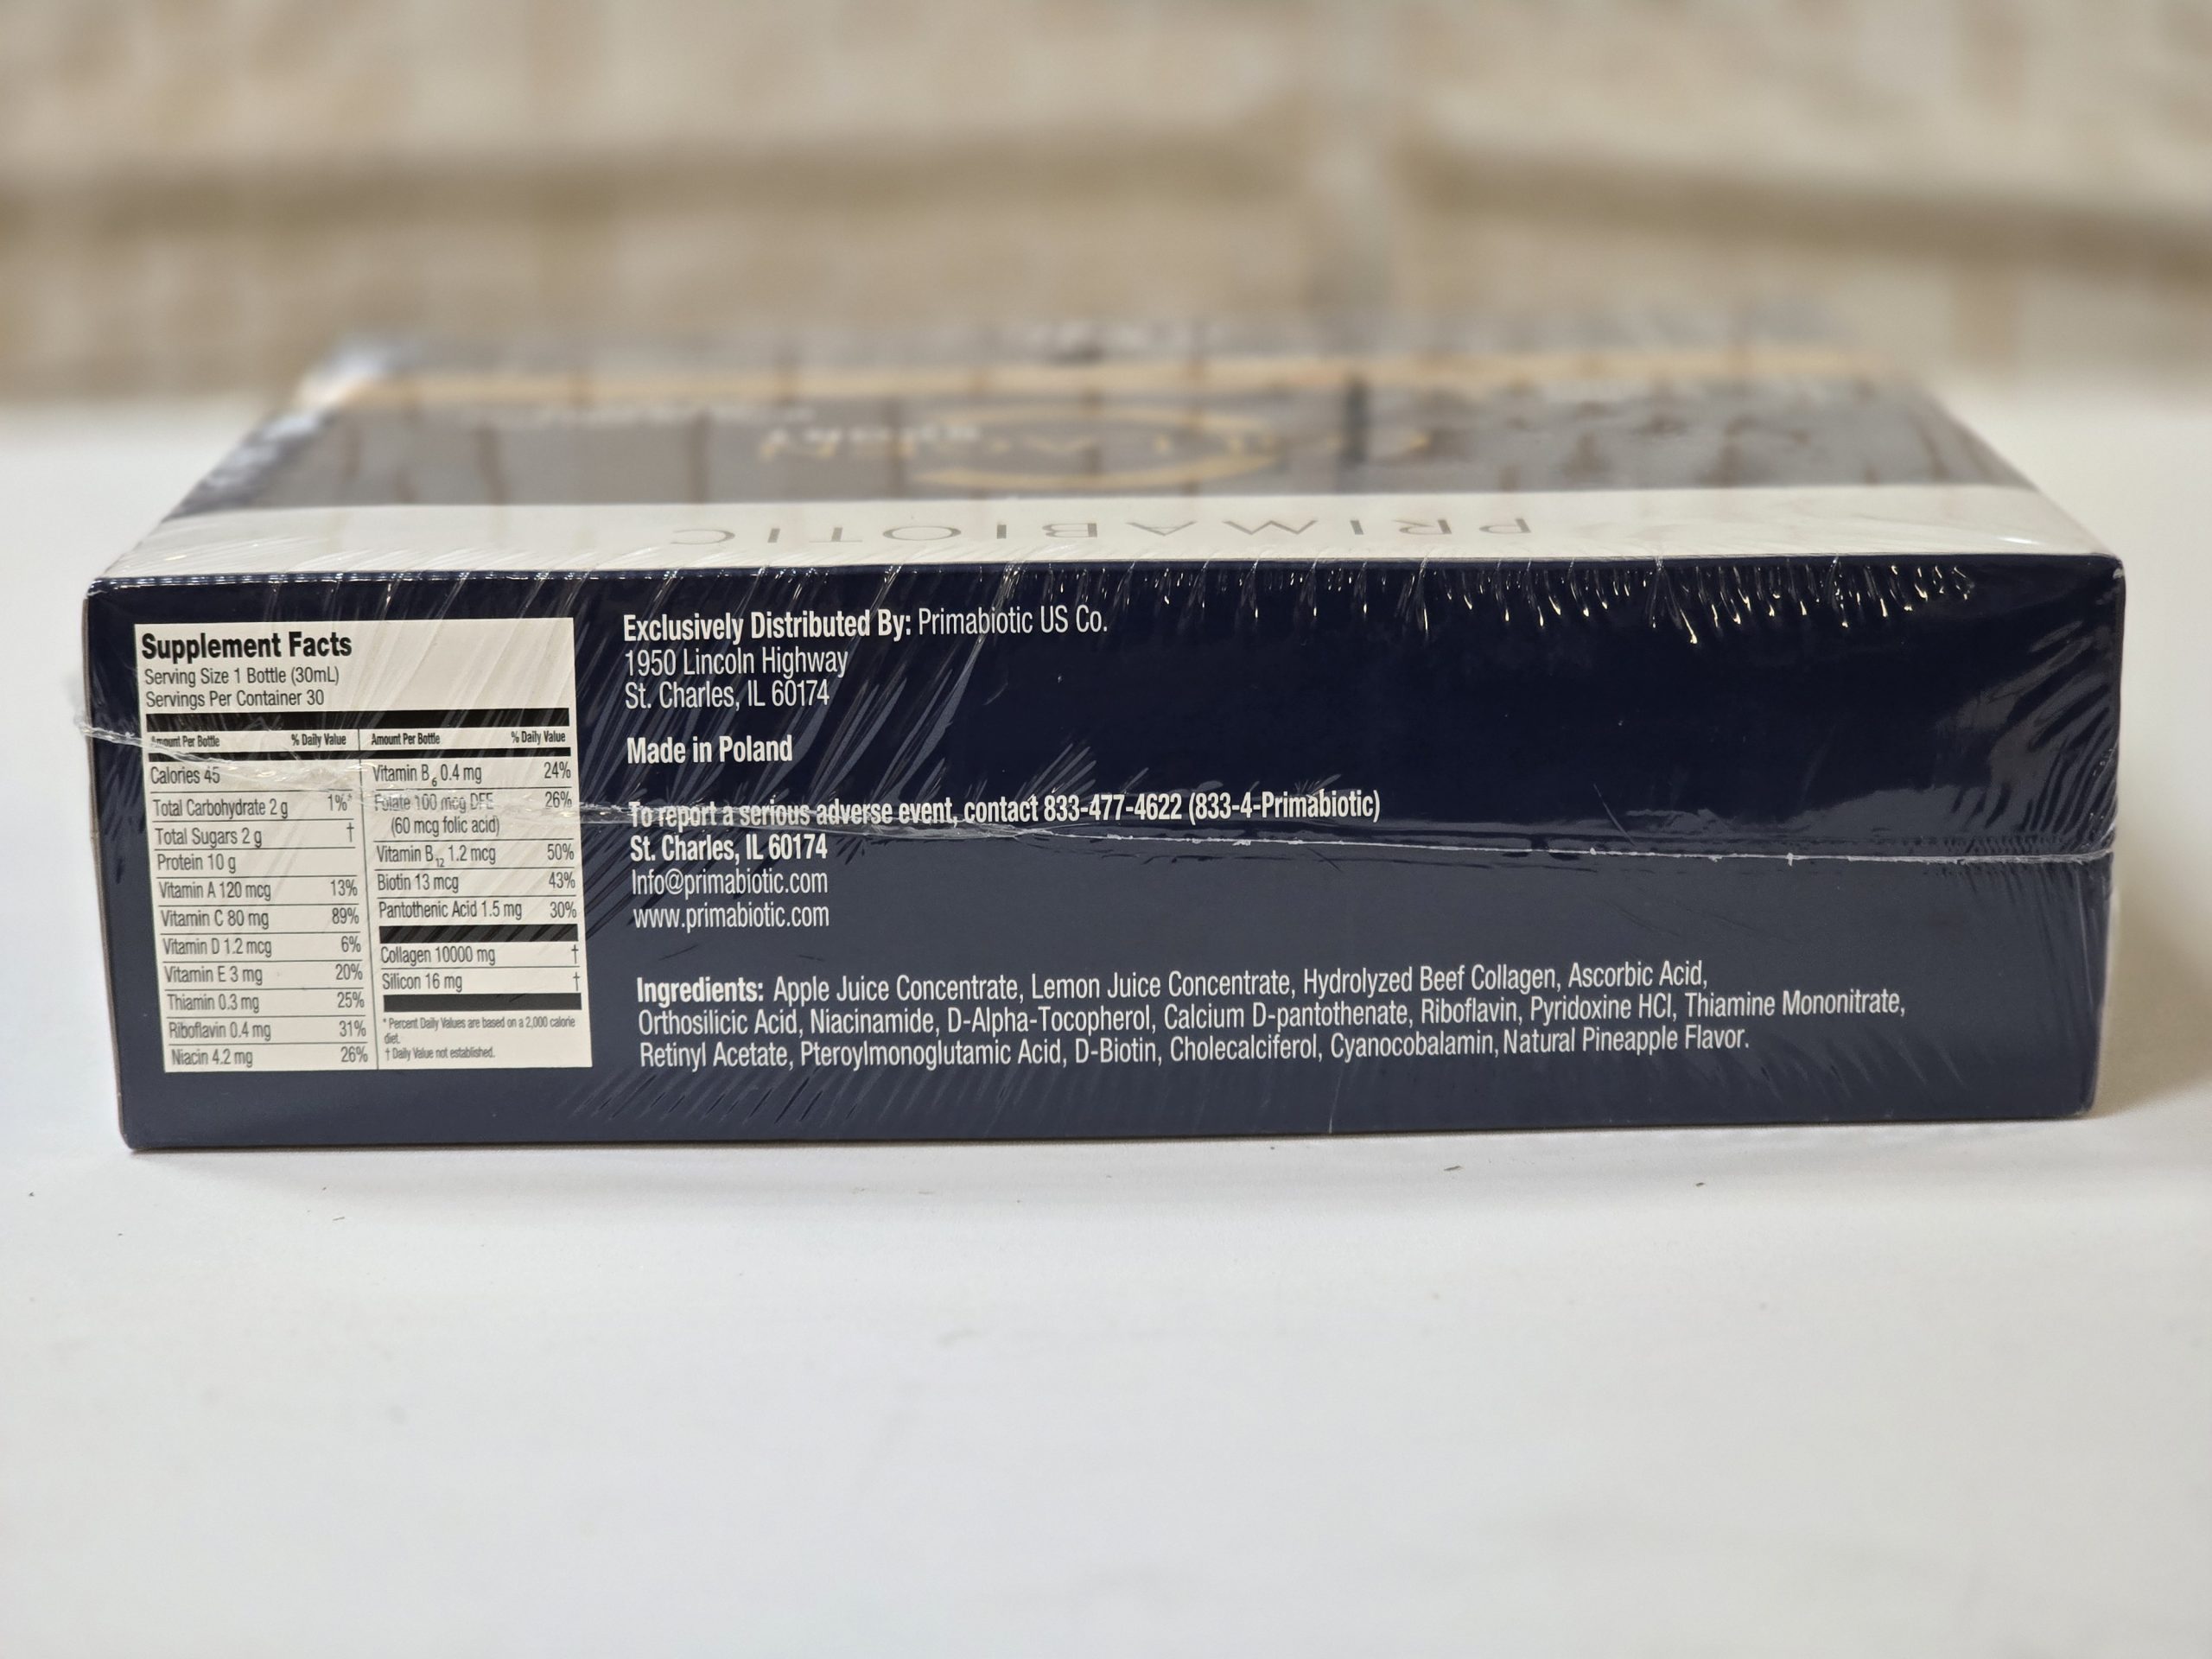 PRIMABIOTIC
COLLAGEN
Supplement Facts
Serving Size 1 Bottle (30mL)
Servings Per Container 30
Amount Per Bottle % Daily Value
Calories 45
Total Carbohydrate 2 g 1%*
Total Sugars 2 g †
Protein 10 g
Vitamin A 120 mcg 13%
Vitamin C 80 mg 89%
Vitamin D 1.2 mcg 6%
Vitamin E 3 mg 20%
Thiamin 0.3 mg 25%
Riboflavin 0.4 mg 31%
Niacin 4.2 mg 26%
Amount Per Bottle % Daily Value
Vitamin B6 0.4 mg 24%
Folate 100 mcg DFE 26%
(60 mcg folic acid)
Vitamin B12 1.2 mcg 50%
Biotin 13 mcg 43%
Pantothenic Acid 1.5 mg 30%
Collagen 10000 mg †
Silicon 16 mg †
* Percent Daily Values are based on a 2,000 calorie
diet.
† Daily Value not established.
Exclusively Distributed By: Primabiotic US Co.
1950 Lincoln Highway
St. Charles, IL 60174
Made in Poland
To report a serious adverse event, contact 833-477-4622 (833-4-Primabiotic)
St. Charles, IL 60174
Info@primabiotic.com
www.primabiotic.com
Ingredients: Apple Juice Concentrate, Lemon Juice Concentrate, Hydrolyzed Beef Collagen, Ascorbic Acid,
Orthosilicic Acid, Niacinamide, D-Alpha-Tocopherol, Calcium D-pantothenate, Riboflavin, Pyridoxine HCl, Thiamine Mononitrate,
Retinyl Acetate, Pteroylmonoglutamic Acid, D-Biotin, Cholecalciferol, Cyanocobalamin, Natural Pineapple Flavor.